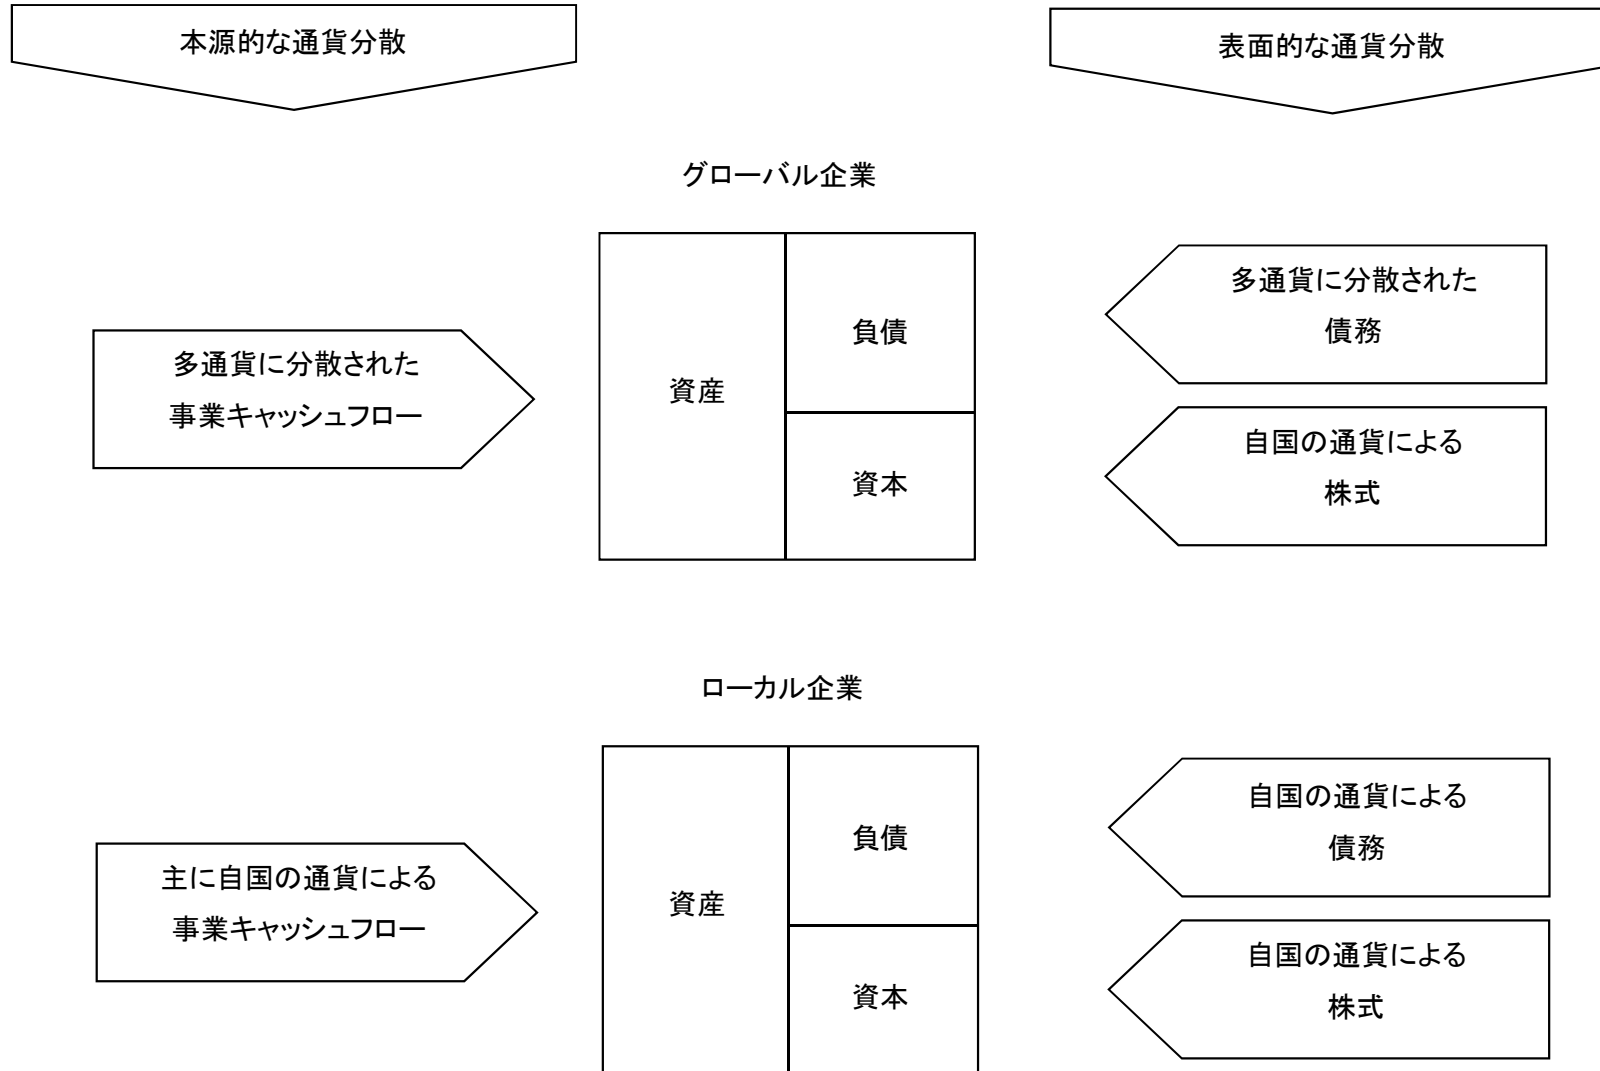 本源的な通貨分散
表面的な通貨分散
グローバル企業
多通貨に分散された
事業キャッシュフロー
資産
負債
資本
多通貨に分散された
債務
自国の通貨による
株式
ローカル企業
主に自国の通貨による
事業キャッシュフロー
資産
負債
資本
自国の通貨による
債務
自国の通貨による
株式